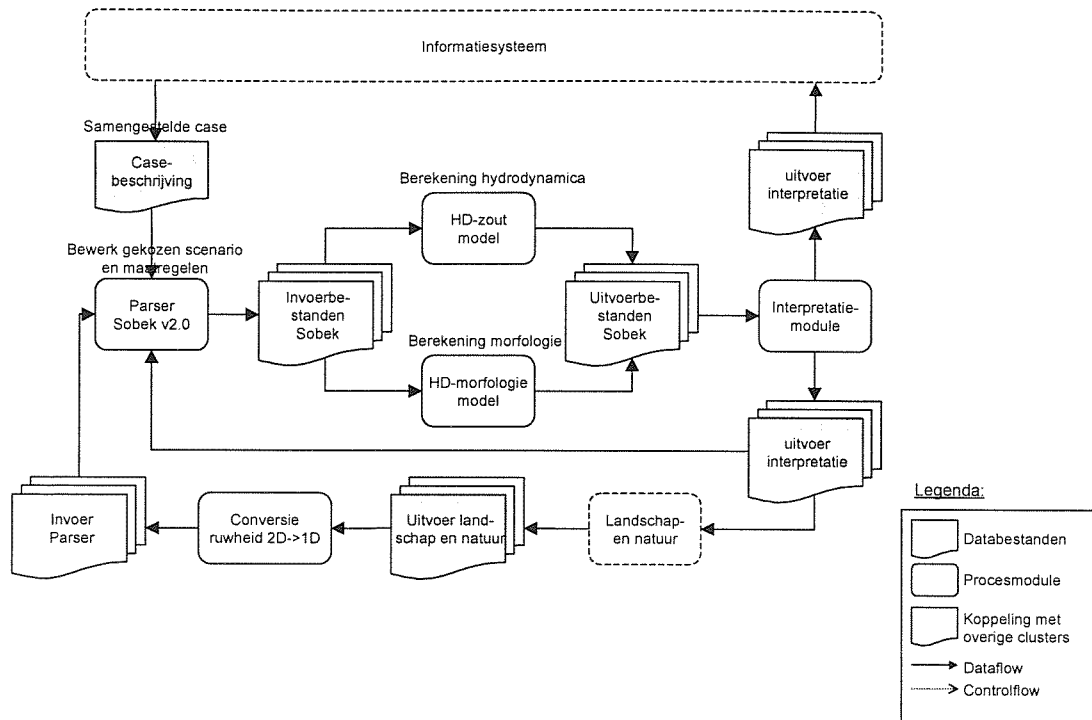 Informatiesysteem
Samengestelde case
Case-
beschrijving
Bewerk gekozen scenario
en maatregelen
Parser
Sobek v2.0
Invoerbe-
standen
Sobek
Berekening hydrodynamica
HD-zout
model
Berekening morfologie
HD-morfologie
model
Uitvoerbe-
standen
Sobek
Interpretatie-
module
uitvoer
interpretatie
uitvoer
interpretatie
Invoer
Parser
Conversie
ruwheid 2D->1D
Uitvoer land-
schap en natuur
Landschap-
en natuur
Legenda:
Databestanden
Procesmodule
Koppeling met
overige clusters
Dataflow
Controlflow